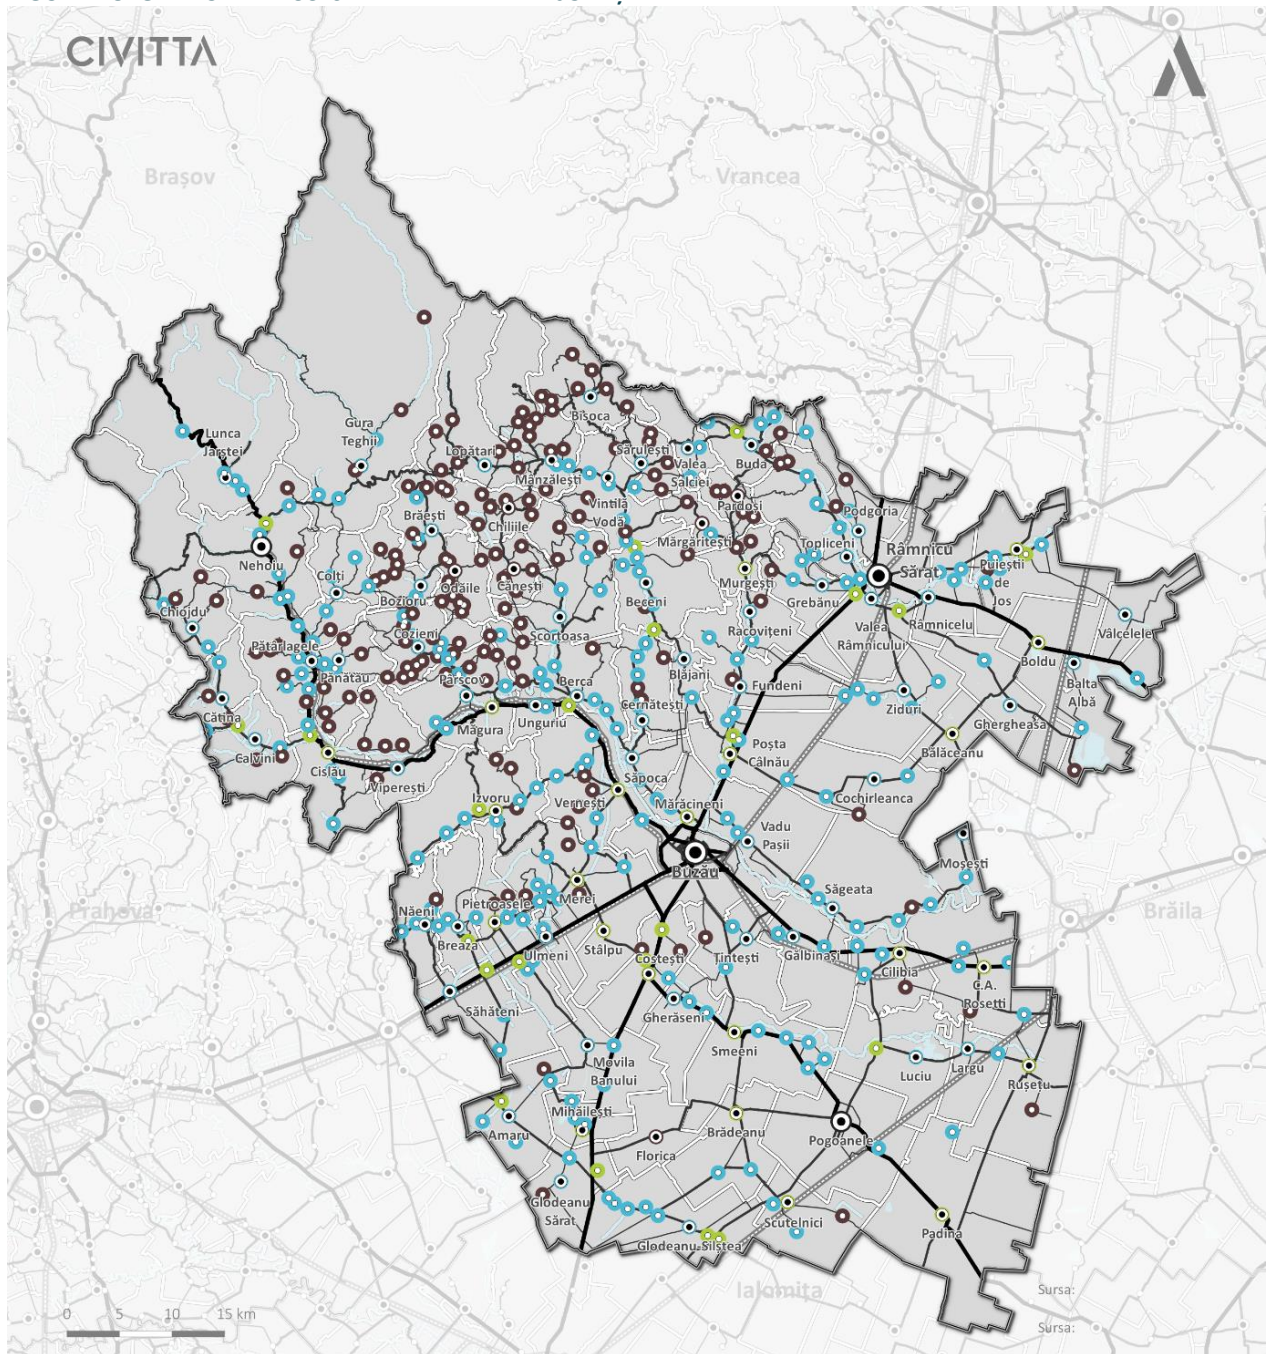 CIVITTA
Brașov
Vrancea
Lunca
Jariștei
Gura
Teghii
Bisoca
Lopătari
Mânzălești
Sărulești
Valea
Salciei
Buda
Brăești
Chiliile
Vintilă
Vodă
Pardoși
Podgoria
Mărgăritești
Topliceni
Râmnicu
Sărat
Puieștii
de
Jos
Nehoiu
Colți
Bozioru
Odăile
Cănești
Murgești
Grebănu
Chiojdu
Beceni
Râmnicelu
Cozieni
Scorțoasa
Racovițeni
Valea
Râmnicului
Vâlcelele
Pătârlagele
Pănătău
Boldu
Balta
Albă
Pârscov
Berca
Blăjani
Fundeni
Cătina
Cernătești
Ziduri
Ghergheasa
Unguriu
Măgura
Calvini
Cislău
Poșta
Câlnău
Bălăceanu
Viperești
Săpoca
Izvoru
Vernești
Mărăcineni
Cochirleanca
Vadu
Pașii
Buzău
Moșești
Săgeata
Prahova
Năeni
Pietroasele
Merei
Brăila
Breaza
Ulmeni
Stâlpu
Costești
Țintești
Gălbinași
Cilibia
C.A.
Rosetti
Săhăteni
Gherăseni
Smeeni
Movila
Banului
Luciu
Largu
Rușețu
Mihăilești
Amaru
Brădeanu
Pogoanele
Florica
Glodeanu
Sărat
Scutelnici
Padina
Glodeanu-Siliștea
Ialomița
Sursa:
Sursa:
0 5 10 15 km